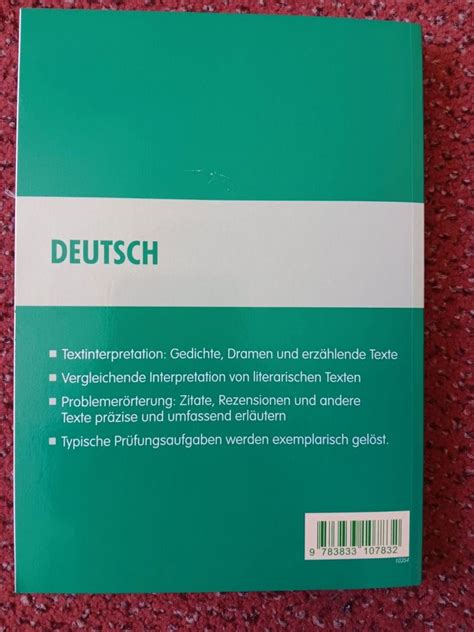 DEUTSCH
Textinterpretation: Gedichte, Dramen und erzählende Texte
Vergleichende Interpretation von literarischen Texten
Problemerörterung: Zitate, Rezensionen und andere
Texte präzise und umfassend erläutern
Typische Prüfungsaufgaben werden exemplarisch gelöst.
9 783833 107832